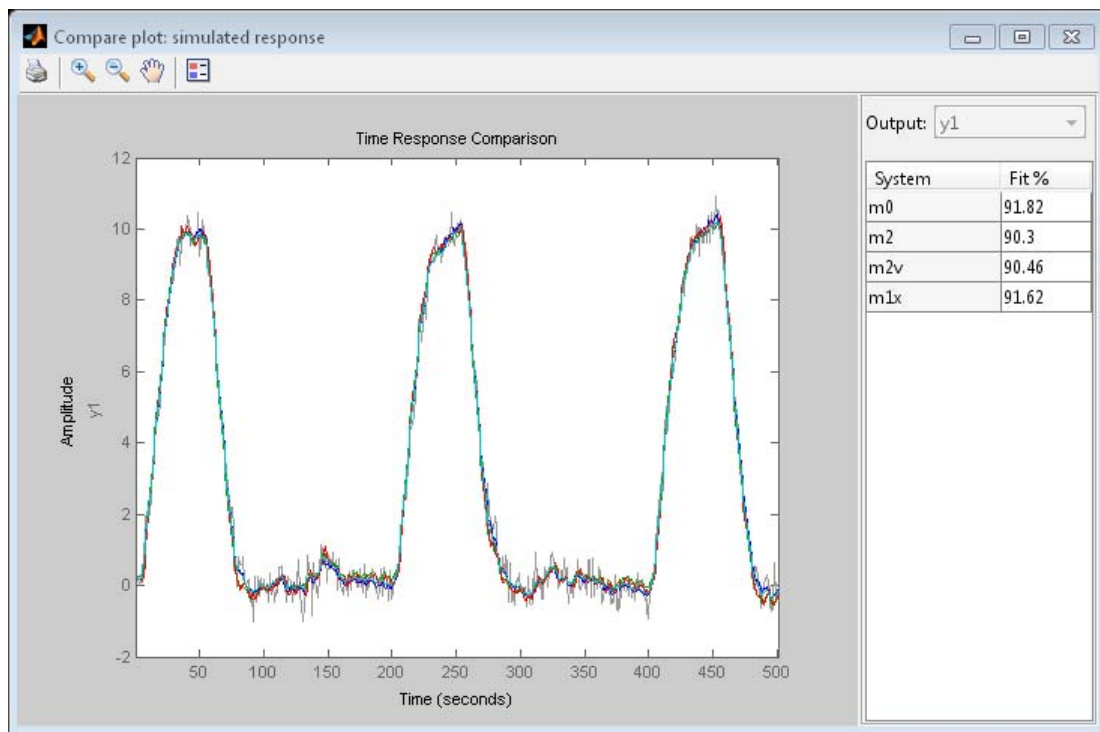 Compare plot: simulated response
Output: y1
Time Response Comparison
System Fit %
m0 91.82
m2 90.3
m2v 90.46
m1x 91.62
12
10
8
6
4
2
0
-2
Amplitude
y1
50 100 150 200 250 300 350 400 450 500
Time (seconds)